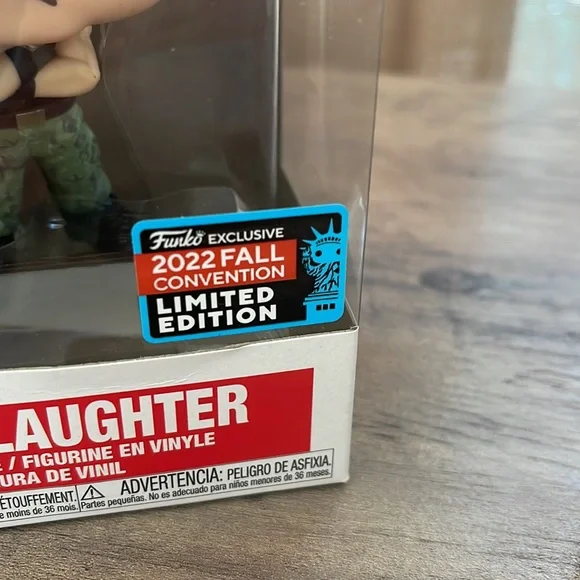 Funko EXCLUSIVE
2022 FALL
CONVENTION
LIMITED
EDITION
LAUGHTER
/ FIGURINE EN VINYLE
URA DE VINIL
ÉTOUFFEMENT.
e moins de 36 mois.
ADVERTENCIA: PELIGRO DE ASFIXIA.
Partes pequeñas. No es adecuado para niños menores de 36 meses.